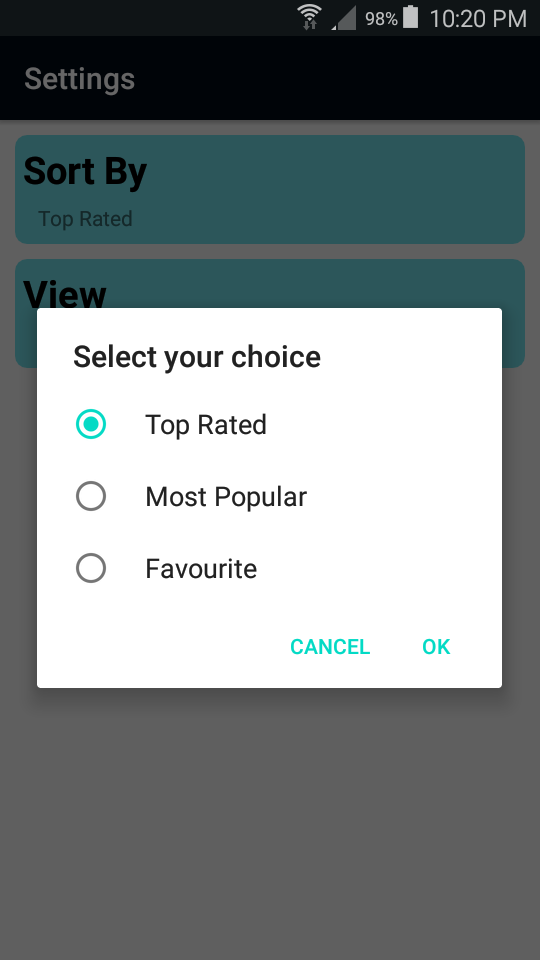 98% 10:20 PM
Settings
Sort By
Top Rated
View
Select your choice
Top Rated
Most Popular
Favourite
CANCEL OK